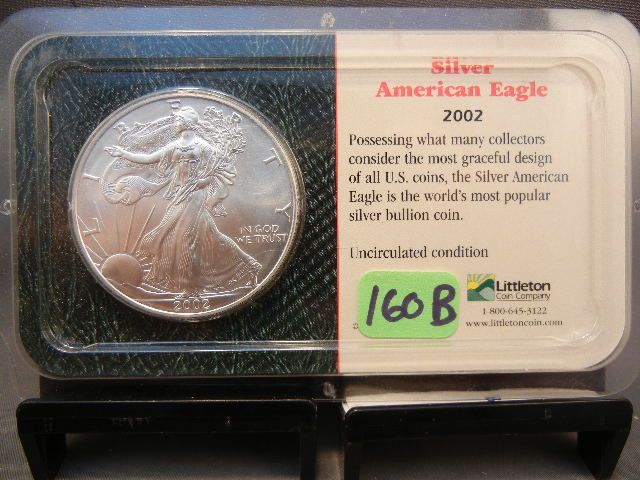 LIBERTY
IN GOD
WE TRUST
2002
Silver
American Eagle
2002
Possessing what many collectors
consider the most graceful design
of all U.S. coins, the Silver American
Eagle is the world's most popular
silver bullion coin.
Uncirculated condition
160B
Littleton
Coin Company
1-800-645-3122
www.littletoncoin.com